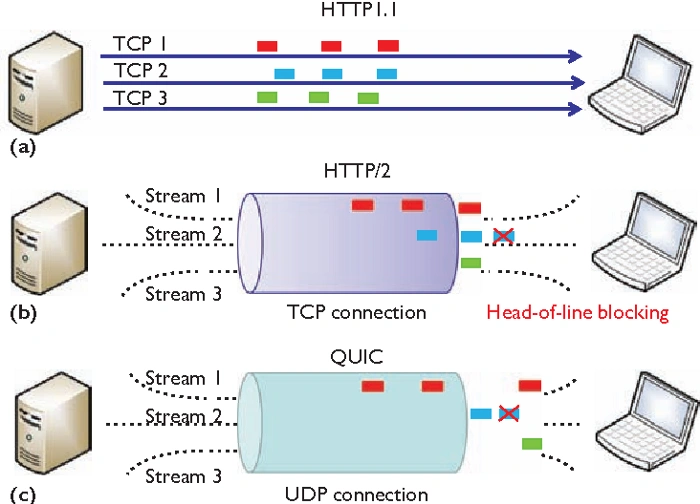 HTTP1.1
TCP 1
TCP 2
TCP 3
(a)
HTTP/2
Stream 1
Stream 2
Stream 3
(b)
TCP connection
Head-of-line blocking
QUIC
Stream 1
Stream 2
Stream 3
(c)
UDP connection